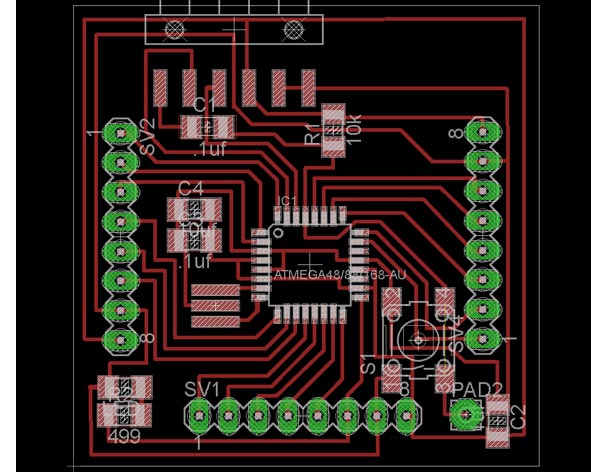 C1
1
SV2
.1uf
R1
10k
8
C4
10uf
.1uf
IC1
ATMEGA48/88/168-AU
8
S1
SV4
1
SV1
8
1
PAD2
C2
499